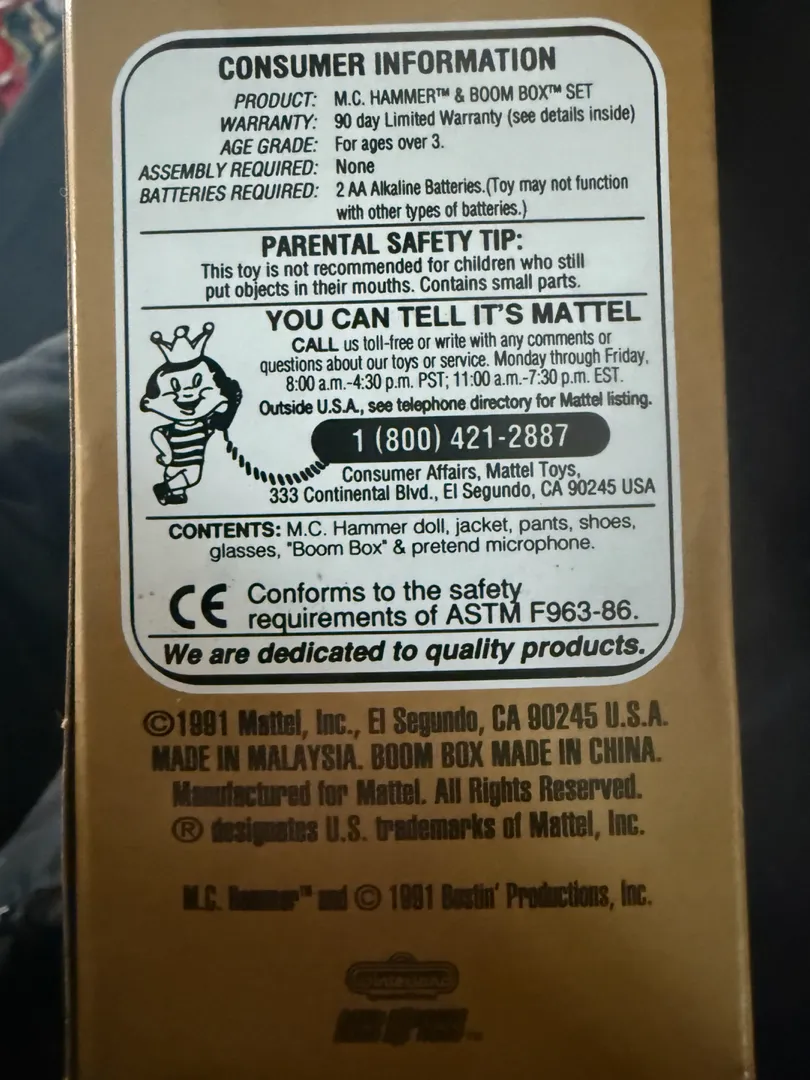 CONSUMER INFORMATION
PRODUCT: M.C. HAMMER™ & BOOM BOX™ SET
WARRANTY: 90 day Limited Warranty (see details inside)
AGE GRADE: For ages over 3.
ASSEMBLY REQUIRED: None
BATTERIES REQUIRED: 2 AA Alkaline Batteries.(Toy may not function
with other types of batteries.)
PARENTAL SAFETY TIP:
This toy is not recommended for children who still
put objects in their mouths. Contains small parts.
YOU CAN TELL IT'S MATTEL
CALL us toll-free or write with any comments or
questions about our toys or service. Monday through Friday,
8:00 a.m.-4:30 p.m. PST; 11:00 a.m.-7:30 p.m. EST.
Outside U.S.A., see telephone directory for Mattel listing.
1 (800) 421-2887
Consumer Affairs, Mattel Toys,
333 Continental Blvd., El Segundo, CA 90245 USA
CONTENTS: M.C. Hammer doll, jacket, pants, shoes,
glasses, "Boom Box" & pretend microphone.
CE Conforms to the safety
requirements of ASTM F963-86.
We are dedicated to quality products.
©1991 Mattel, Inc., El Segundo, CA 90245 U.S.A.
MADE IN MALAYSIA. BOOM BOX MADE IN CHINA.
Manufactured for Mattel. All Rights Reserved.
® designates U.S. trademarks of Mattel, Inc.
M.C. Hammer™ and © 1991 Bustin' Productions, Inc.